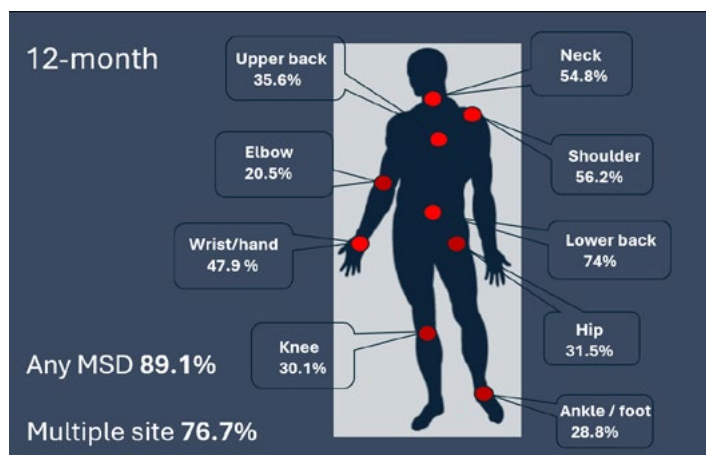 12-month
Upper back
35.6%
Neck
54.8%
Elbow
20.5%
Shoulder
56.2%
Wrist/hand
47.9 %
Lower back
74%
Knee
30.1%
Hip
31.5%
Any MSD 89.1%
Ankle / foot
28.8%
Multiple site 76.7%